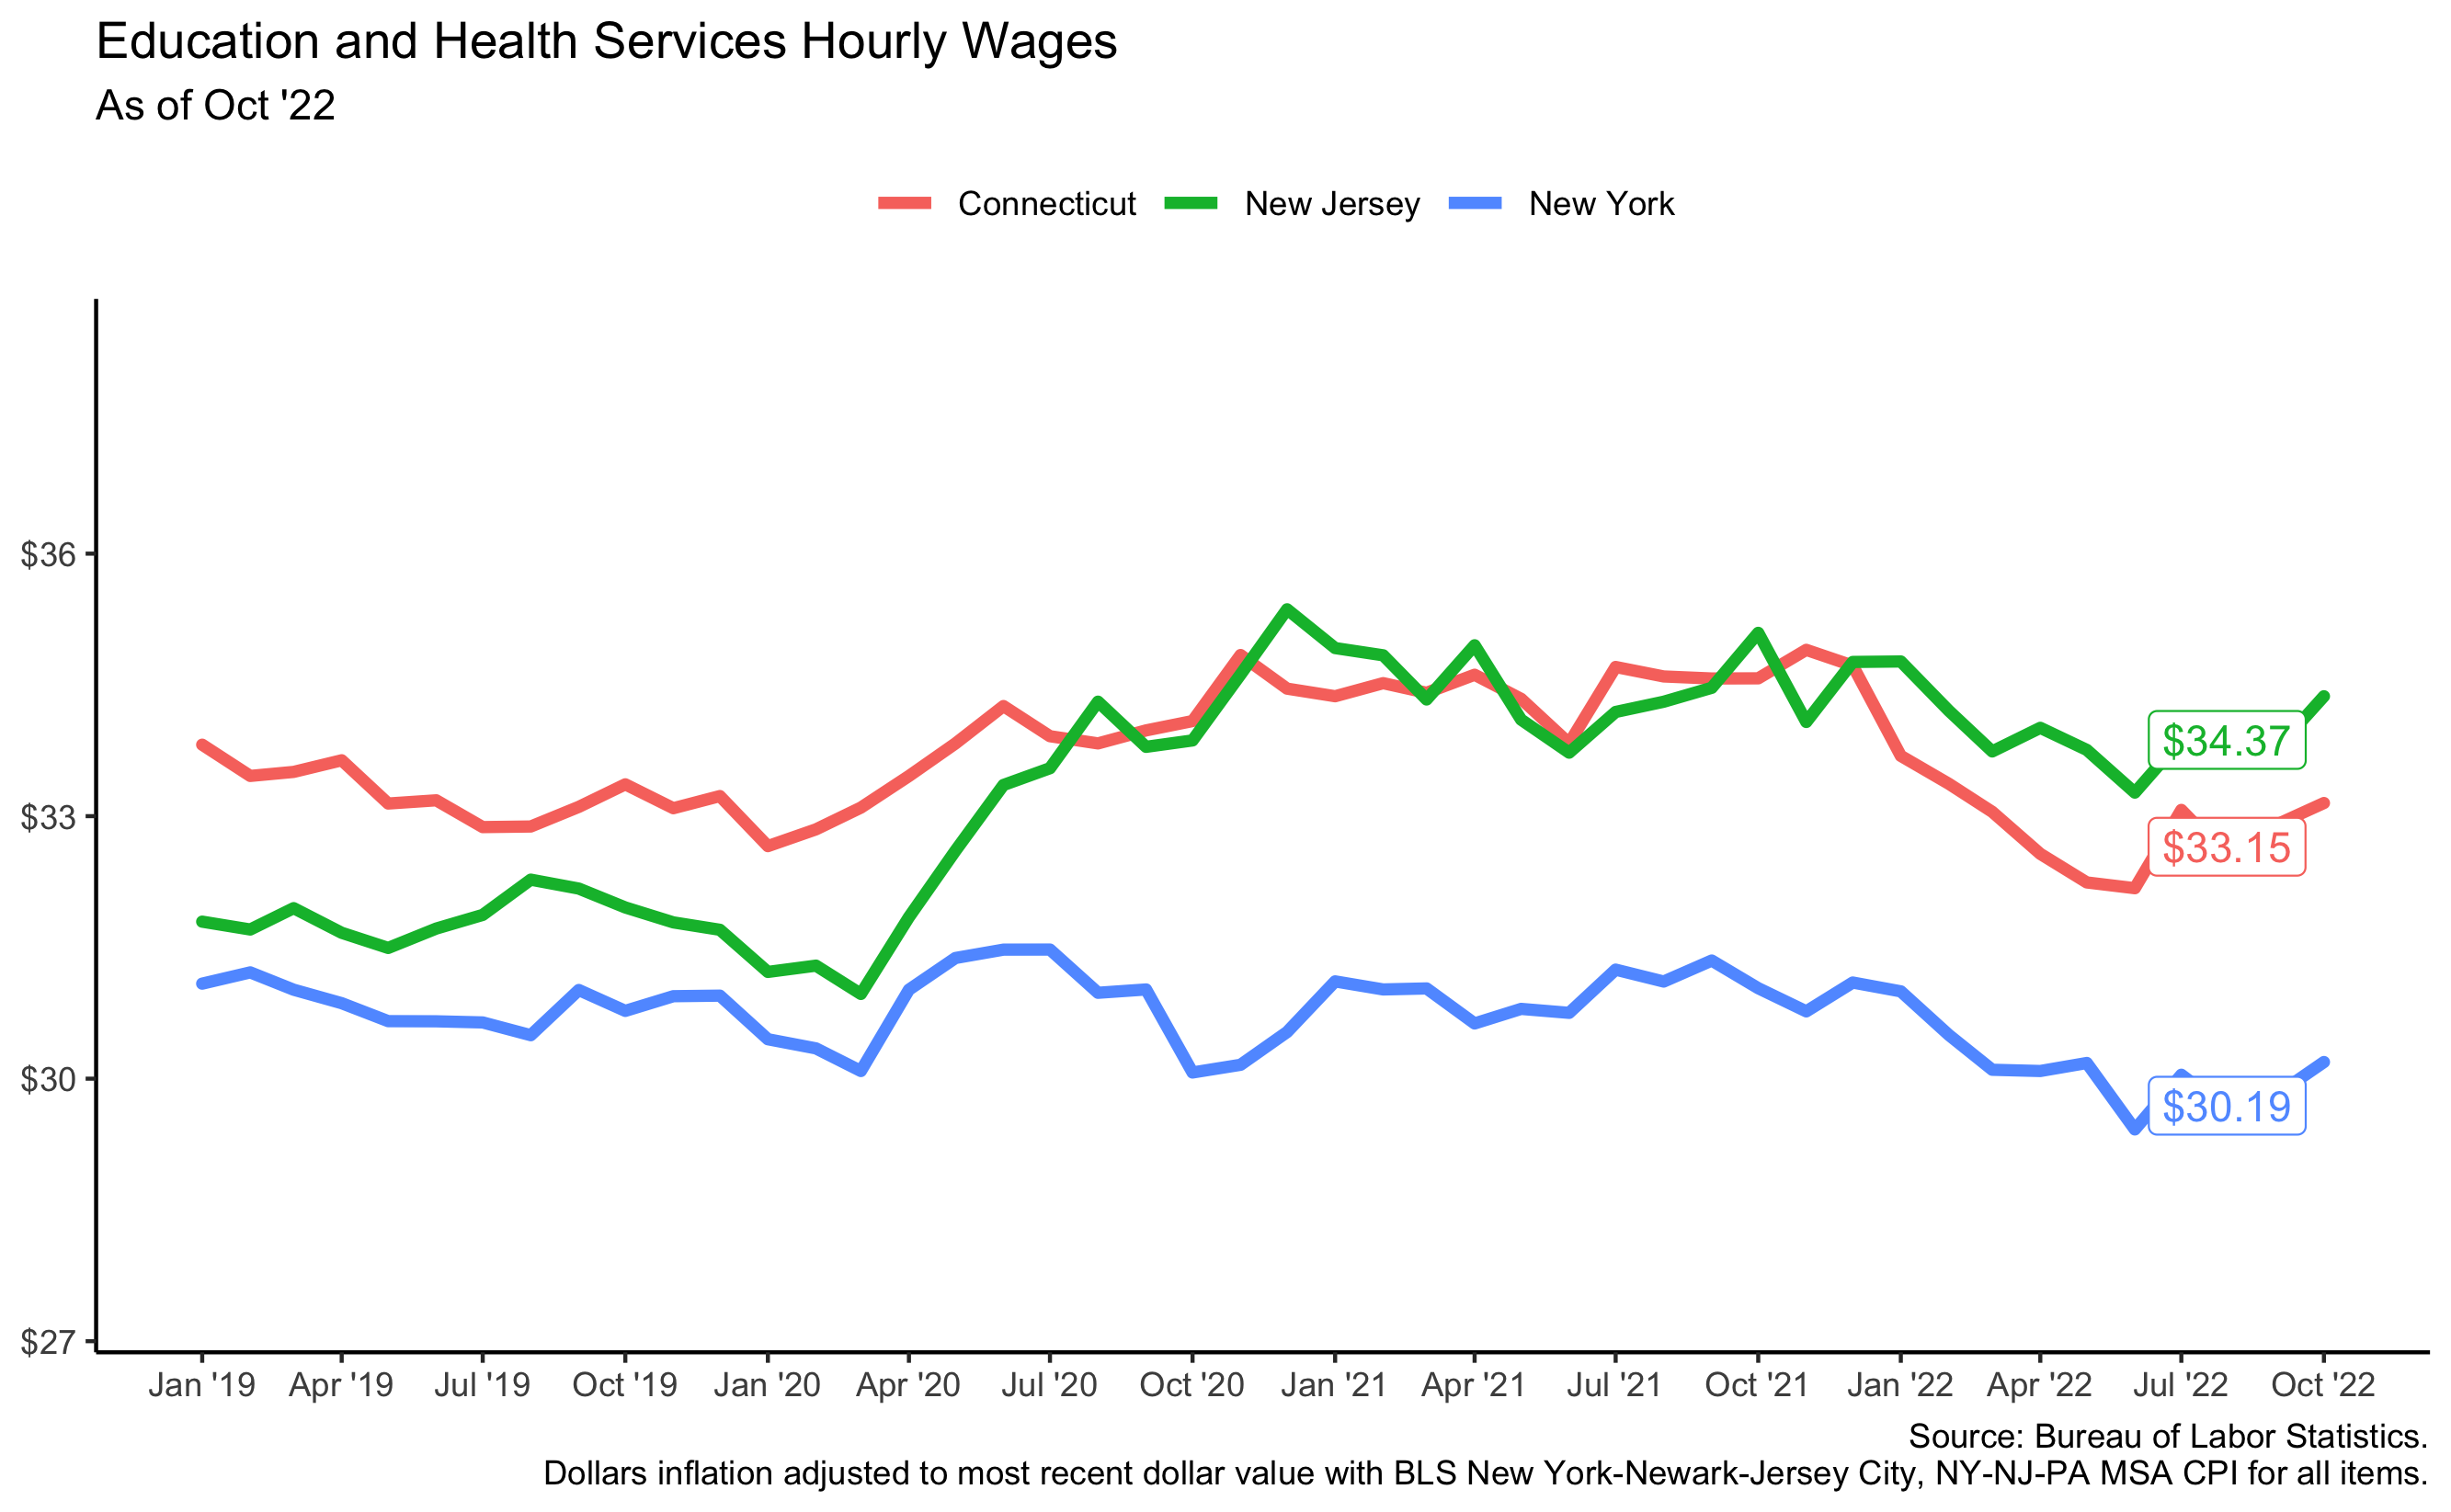 Education and Health Services Hourly Wages
As of Oct '22
Connecticut New Jersey New York
$36
$33
$30
$27
$34.37
$33.15
$30.19
Jan '19 Apr '19 Jul '19 Oct '19 Jan '20 Apr '20 Jul '20 Oct '20 Jan '21 Apr '21 Jul '21 Oct '21 Jan '22 Apr '22 Jul '22 Oct '22
Source: Bureau of Labor Statistics.
Dollars inflation adjusted to most recent dollar value with BLS New York-Newark-Jersey City, NY-NJ-PA MSA CPI for all items.